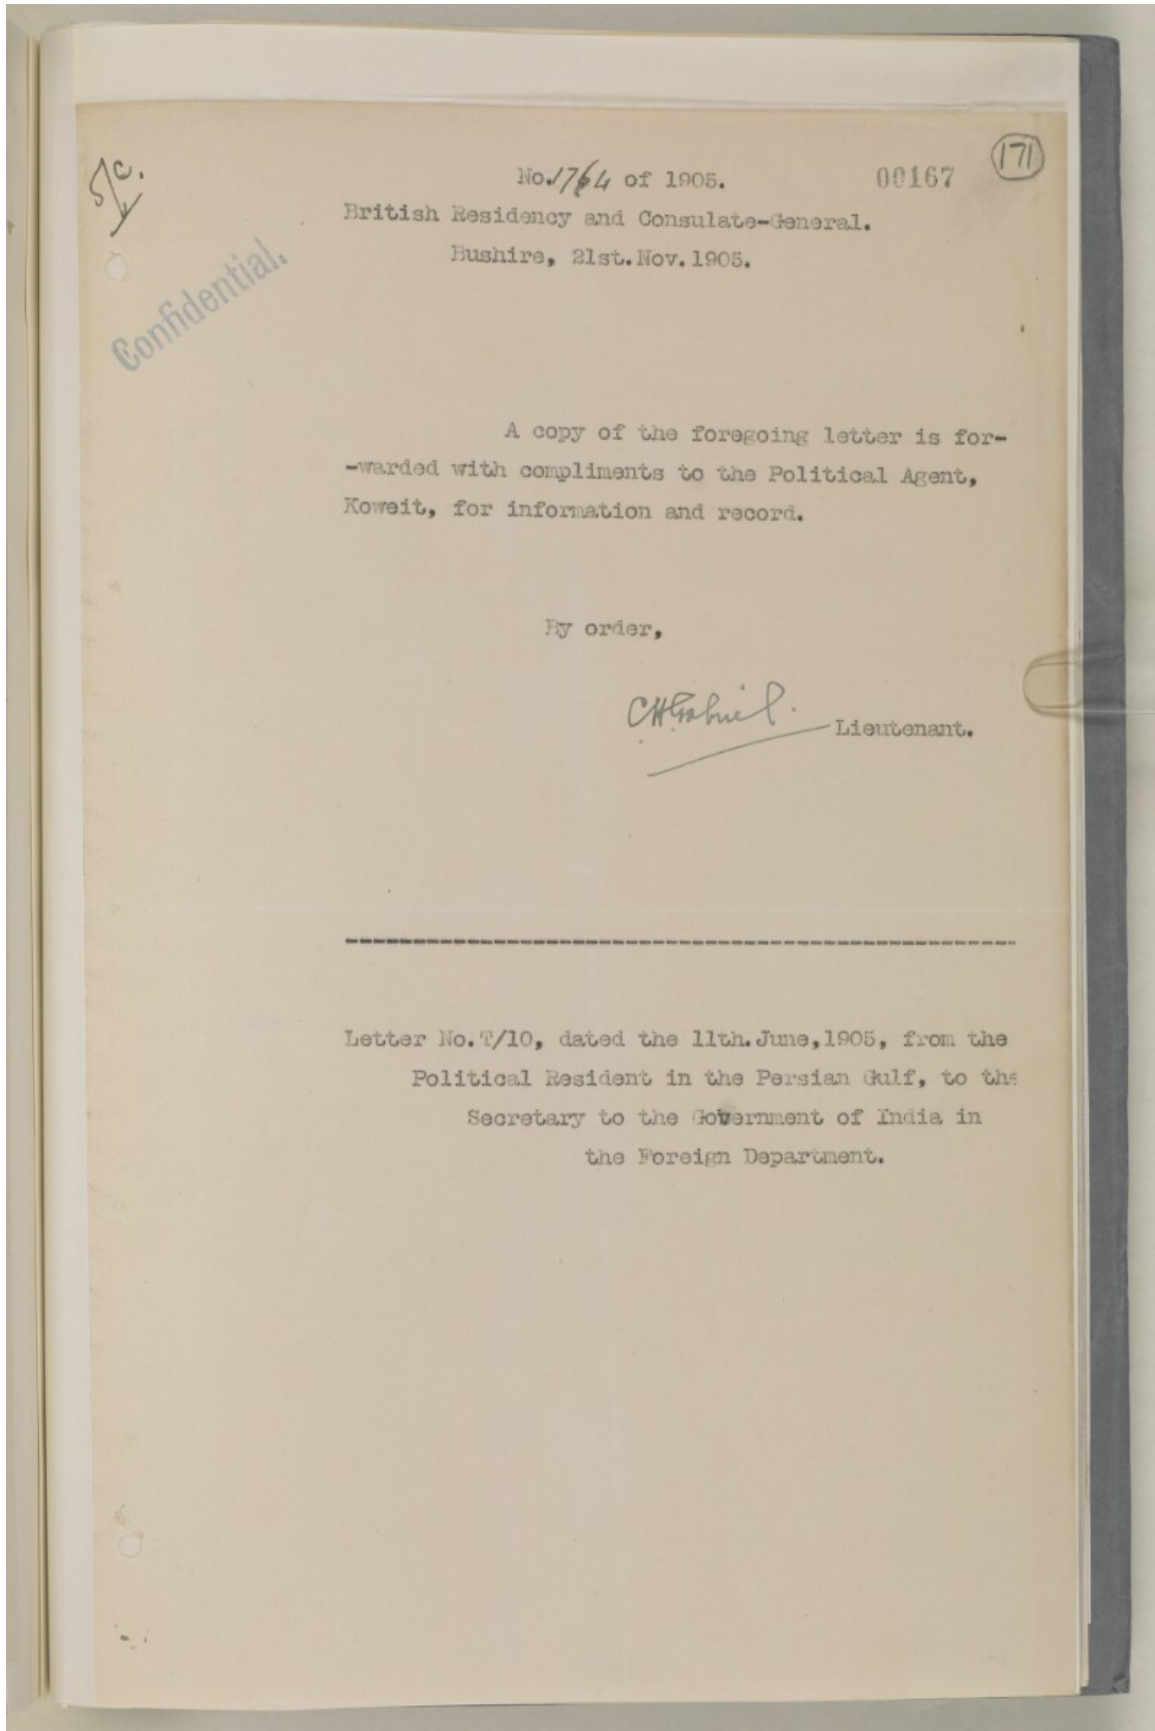 5/c.
171
No.1764 of 1905.
00167
British Residency and Consulate-General.
Bushire, 21st.Nov.1905.
Confidential.
A copy of the foregoing letter is for-
-warded with compliments to the Political Agent,
Koweit, for information and record.
By order,
CHGabriel.
Lieutenant.
Letter No.T/10, dated the 11th.June,1905, from the
Political Resident in the Persian Gulf, to the
Secretary to the Government of India in
the Foreign Department.